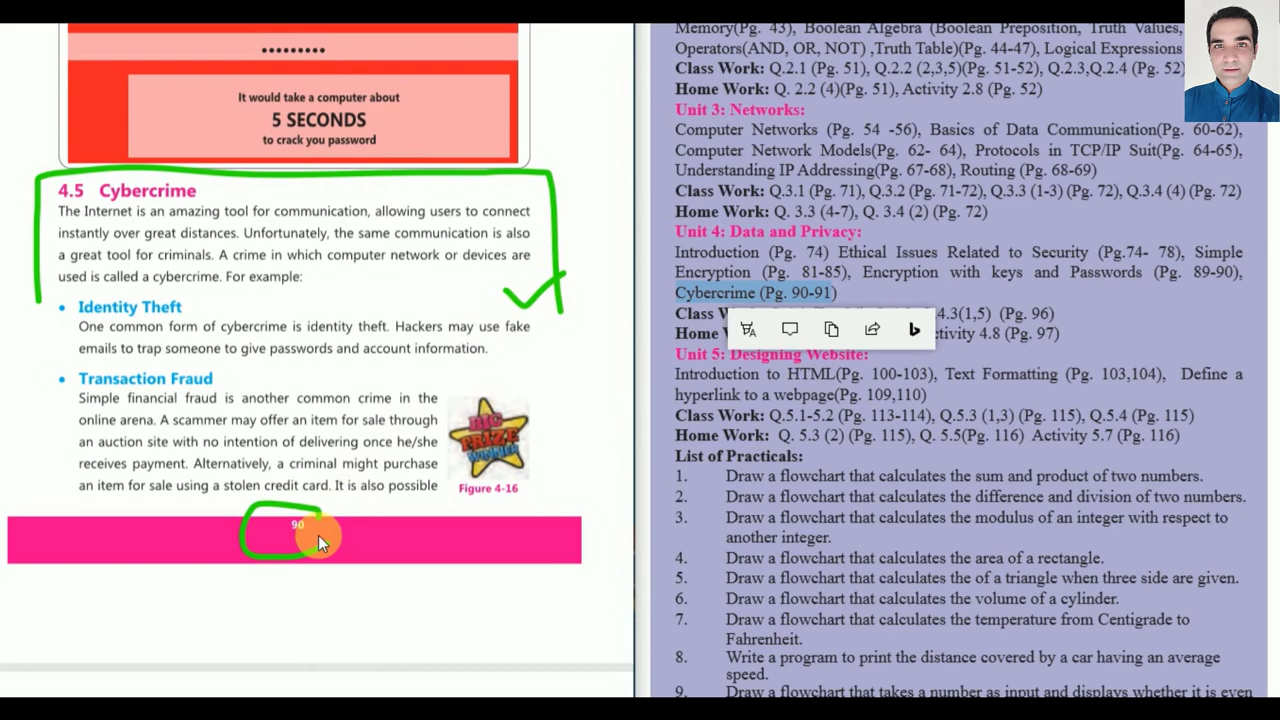 •••••••••
It would take a computer about
5 SECONDS
to crack you password
4.5 Cybercrime
The Internet is an amazing tool for communication, allowing users to connect
instantly over great distances. Unfortunately, the same communication is also
a great tool for criminals. A crime in which computer network or devices are
used is called a cybercrime. For example:
• Identity Theft
One common form of cybercrime is identity theft. Hackers may use fake
emails to trap someone to give passwords and account information.
• Transaction Fraud
Simple financial fraud is another common crime in the
online arena. A scammer may offer an item for sale through
an auction site with no intention of delivering once he/she
receives payment. Alternatively, a criminal might purchase
an item for sale using a stolen credit card. It is also possible
BIG
PRIZE
WINNER
Figure 4-16
90
Memory(Pg. 43), Boolean Algebra (Boolean Preposition, Truth Values,
Operators(AND, OR, NOT) ,Truth Table)(Pg. 44-47), Logical Expressions
Class Work: Q.2.1 (Pg. 51), Q.2.2 (2,3,5)(Pg. 51-52), Q.2.3,Q.2.4 (Pg. 52)
Home Work: Q. 2.2 (4)(Pg. 51), Activity 2.8 (Pg. 52)
Unit 3: Networks:
Computer Networks (Pg. 54 -56), Basics of Data Communication(Pg. 60-62),
Computer Network Models(Pg. 62- 64), Protocols in TCP/IP Suit(Pg. 64-65),
Understanding IP Addressing(Pg. 67-68), Routing (Pg. 68-69)
Class Work: Q.3.1 (Pg. 71), Q.3.2 (Pg. 71-72), Q.3.3 (1-3) (Pg. 72), Q.3.4 (4) (Pg. 72)
Home Work: Q. 3.3 (4-7), Q. 3.4 (2) (Pg. 72)
Unit 4: Data and Privacy:
Introduction (Pg. 74) Ethical Issues Related to Security (Pg.74- 78), Simple
Encryption (Pg. 81-85), Encryption with keys and Passwords (Pg. 89-90),
Cybercrime (Pg. 90-91)
Class 4.3(1,5) (Pg. 96)
Home Activity 4.8 (Pg. 97)
Unit 5: Designing Website:
Introduction to HTML(Pg. 100-103), Text Formatting (Pg. 103,104), Define a
hyperlink to a webpage(Pg. 109,110)
Class Work: Q.5.1-5.2 (Pg. 113-114), Q.5.3 (1,3) (Pg. 115), Q.5.4 (Pg. 115)
Home Work: Q. 5.3 (2) (Pg. 115), Q. 5.5(Pg. 116) Activity 5.7 (Pg. 116)
List of Practicals:
1. Draw a flowchart that calculates the sum and product of two numbers.
2. Draw a flowchart that calculates the difference and division of two numbers.
3. Draw a flowchart that calculates the modulus of an integer with respect to
another integer.
4. Draw a flowchart that calculates the area of a rectangle.
5. Draw a flowchart that calculates the of a triangle when three side are given.
6. Draw a flowchart that calculates the volume of a cylinder.
7. Draw a flowchart that calculates the temperature from Centigrade to
Fahrenheit.
8. Write a program to print the distance covered by a car having an average
speed.
9. Draw a flowchart that takes a number as input and displays whether it is even